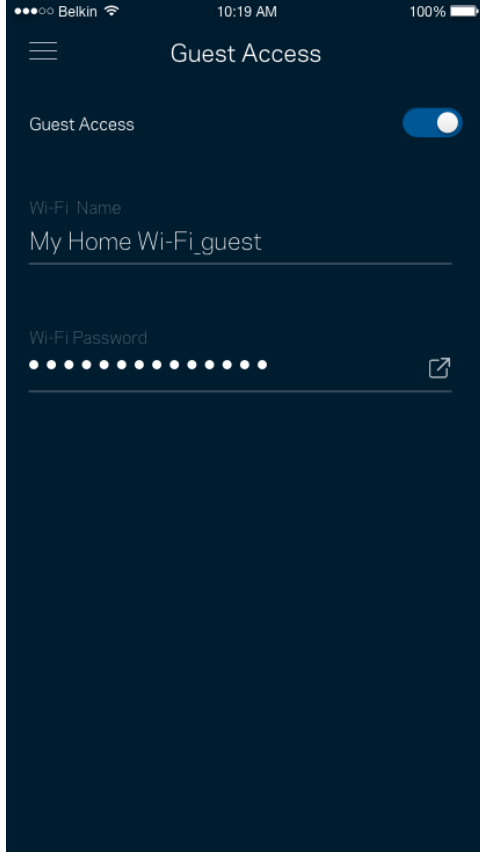 Belkin 10:19 AM 100%
Guest Access
Guest Access
Wi-Fi Name
My Home Wi-Fi_guest
Wi-Fi Password
●●●●●●●●●●●●●●